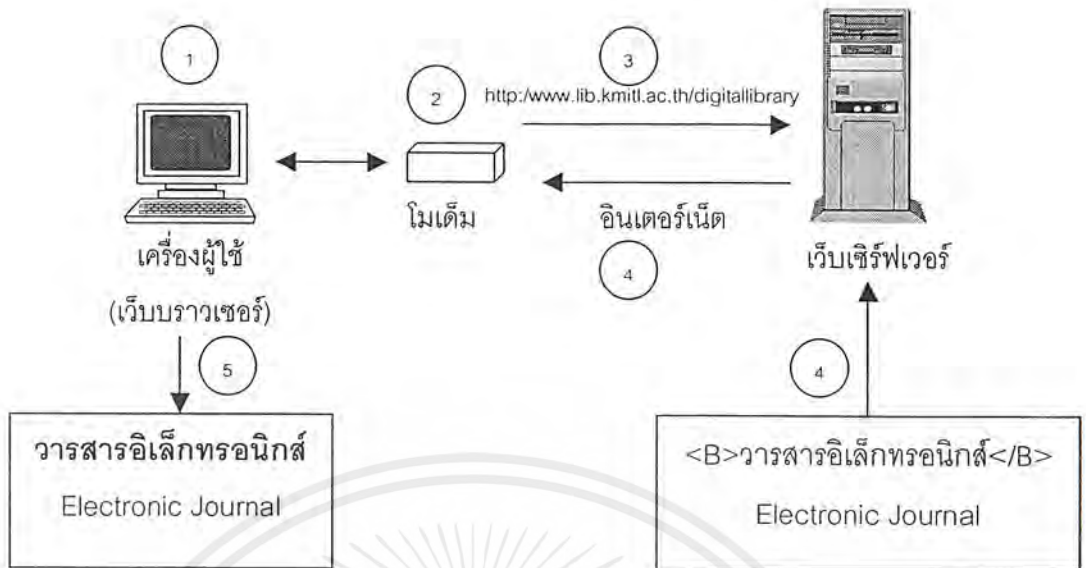 1
2
3
http:/www.lib.kmitl.ac.th/digitallibrary
เครื่องผู้ใช้
(เว็บบราวเซอร์)
โมเด็ม
อินเตอร์เน็ต
4
เว็บเซิร์ฟเวอร์
5
4
วารสารอิเล็กทรอนิกส์
Electronic Journal
<B>วารสารอิเล็กทรอนิกส์</B>
Electronic Journal